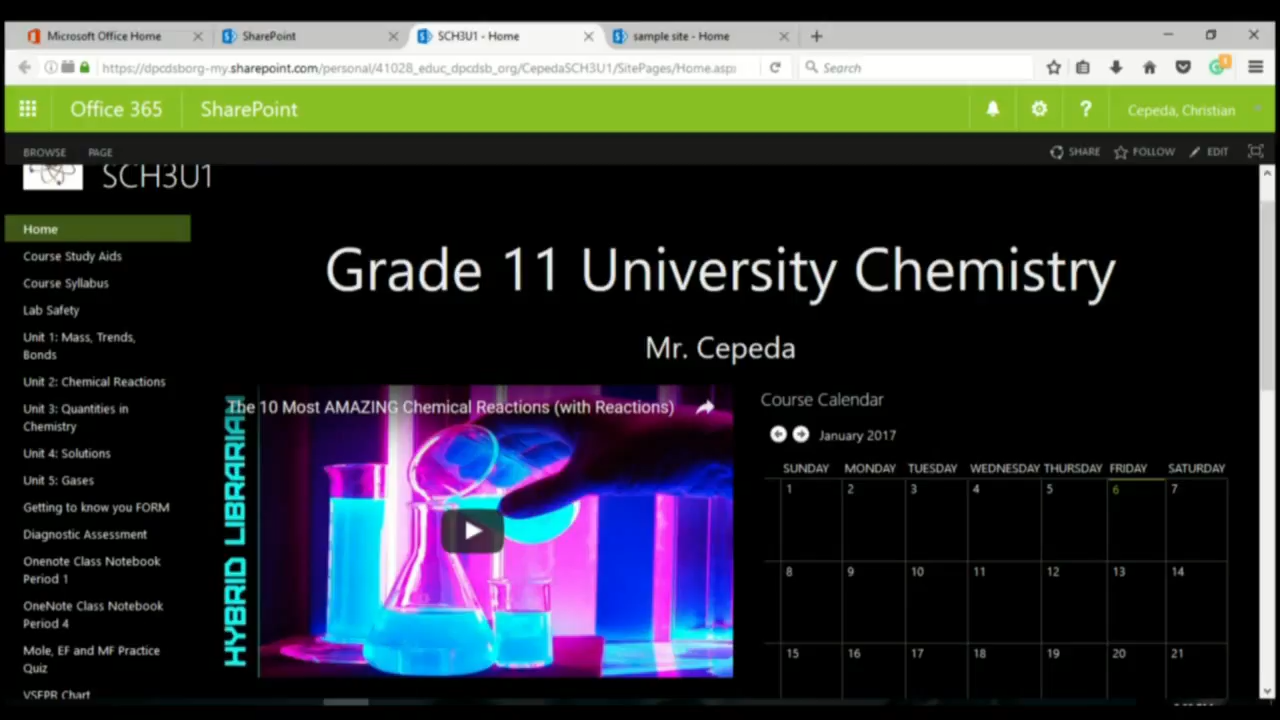 Microsoft Office Home
SharePoint
SCH3U1 - Home
sample site - Home
https://dpcdsborg-my.sharepoint.com/personal/41028_educ_dpcdsb_org/CepedaSCH3U1/SitePages/Home.asp
Search
Office 365
SharePoint
?
Cepeda, Christian
BROWSE
PAGE
SHARE
FOLLOW
EDIT
SCH3U1
Home
Course Study Aids
Course Syllabus
Lab Safety
Unit 1: Mass, Trends,
Bonds
Unit 2: Chemical Reactions
Unit 3: Quantities in
Chemistry
Unit 4: Solutions
Unit 5: Gases
Getting to know you FORM
Diagnostic Assessment
Onenote Class Notebook
Period 1
OneNote Class Notebook
Period 4
Mole, EF and MF Practice
Quiz
VSEPR Chart
Grade 11 University Chemistry
Mr. Cepeda
The 10 Most AMAZING Chemical Reactions (with Reactions)
HYBRID LIBRARIAN
Course Calendar
January 2017
SUNDAY MONDAY TUESDAY WEDNESDAY THURSDAY FRIDAY SATURDAY
1 2 3 4 5 6 7
8 9 10 11 12 13 14
15 16 17 18 19 20 21